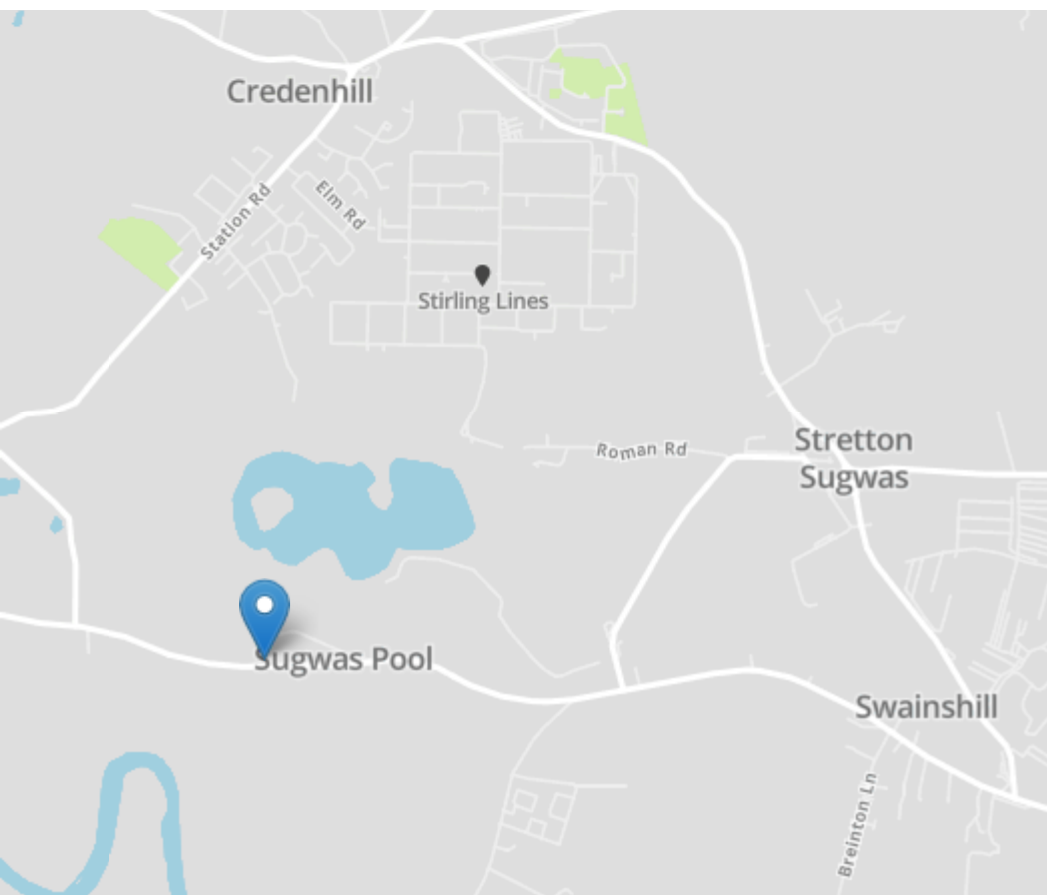 Credenhill
Elm Rd
Station Rd
Stirling Lines
Stretton
Sugwas
Roman Rd
Sugwas Pool
Swainshill
Breinton Ln